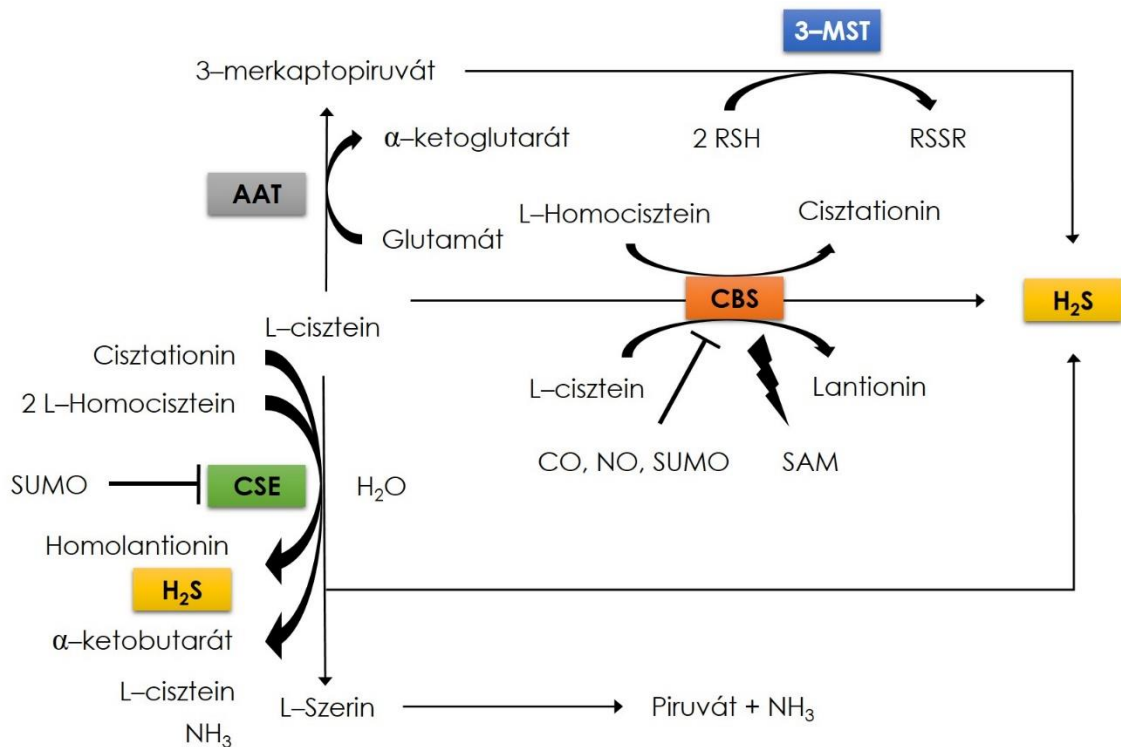 3–MST
3–merkaptopiruvát
α–ketoglutarát
2 RSH
RSSR
AAT
L–Homocisztein
Cisztationin
Glutamát
CBS
H₂S
L–cisztein
Cisztationin
L–cisztein
Lantionin
2 L–Homocisztein
CO, NO, SUMO
SAM
SUMO
CSE
H₂O
Homolantionin
H₂S
α–ketobutarát
L–cisztein
NH₃
L–Szerin
Piruvát + NH₃